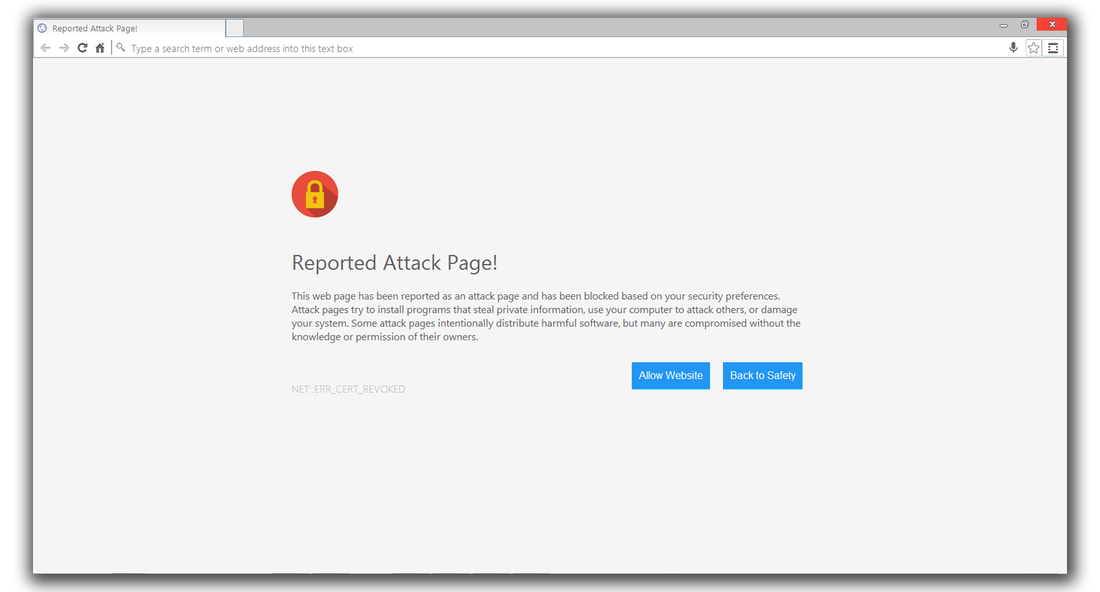 Reported Attack Page!
Type a search term or web address into this text box
Reported Attack Page!
This web page has been reported as an attack page and has been blocked based on your security preferences.
Attack pages try to install programs that steal private information, use your computer to attack others, or damage
your system. Some attack pages intentionally distribute harmful software, but many are compromised without the
knowledge or permission of their owners.
Allow Website
Back to Safety
NET::ERR_CERT_REVOKED